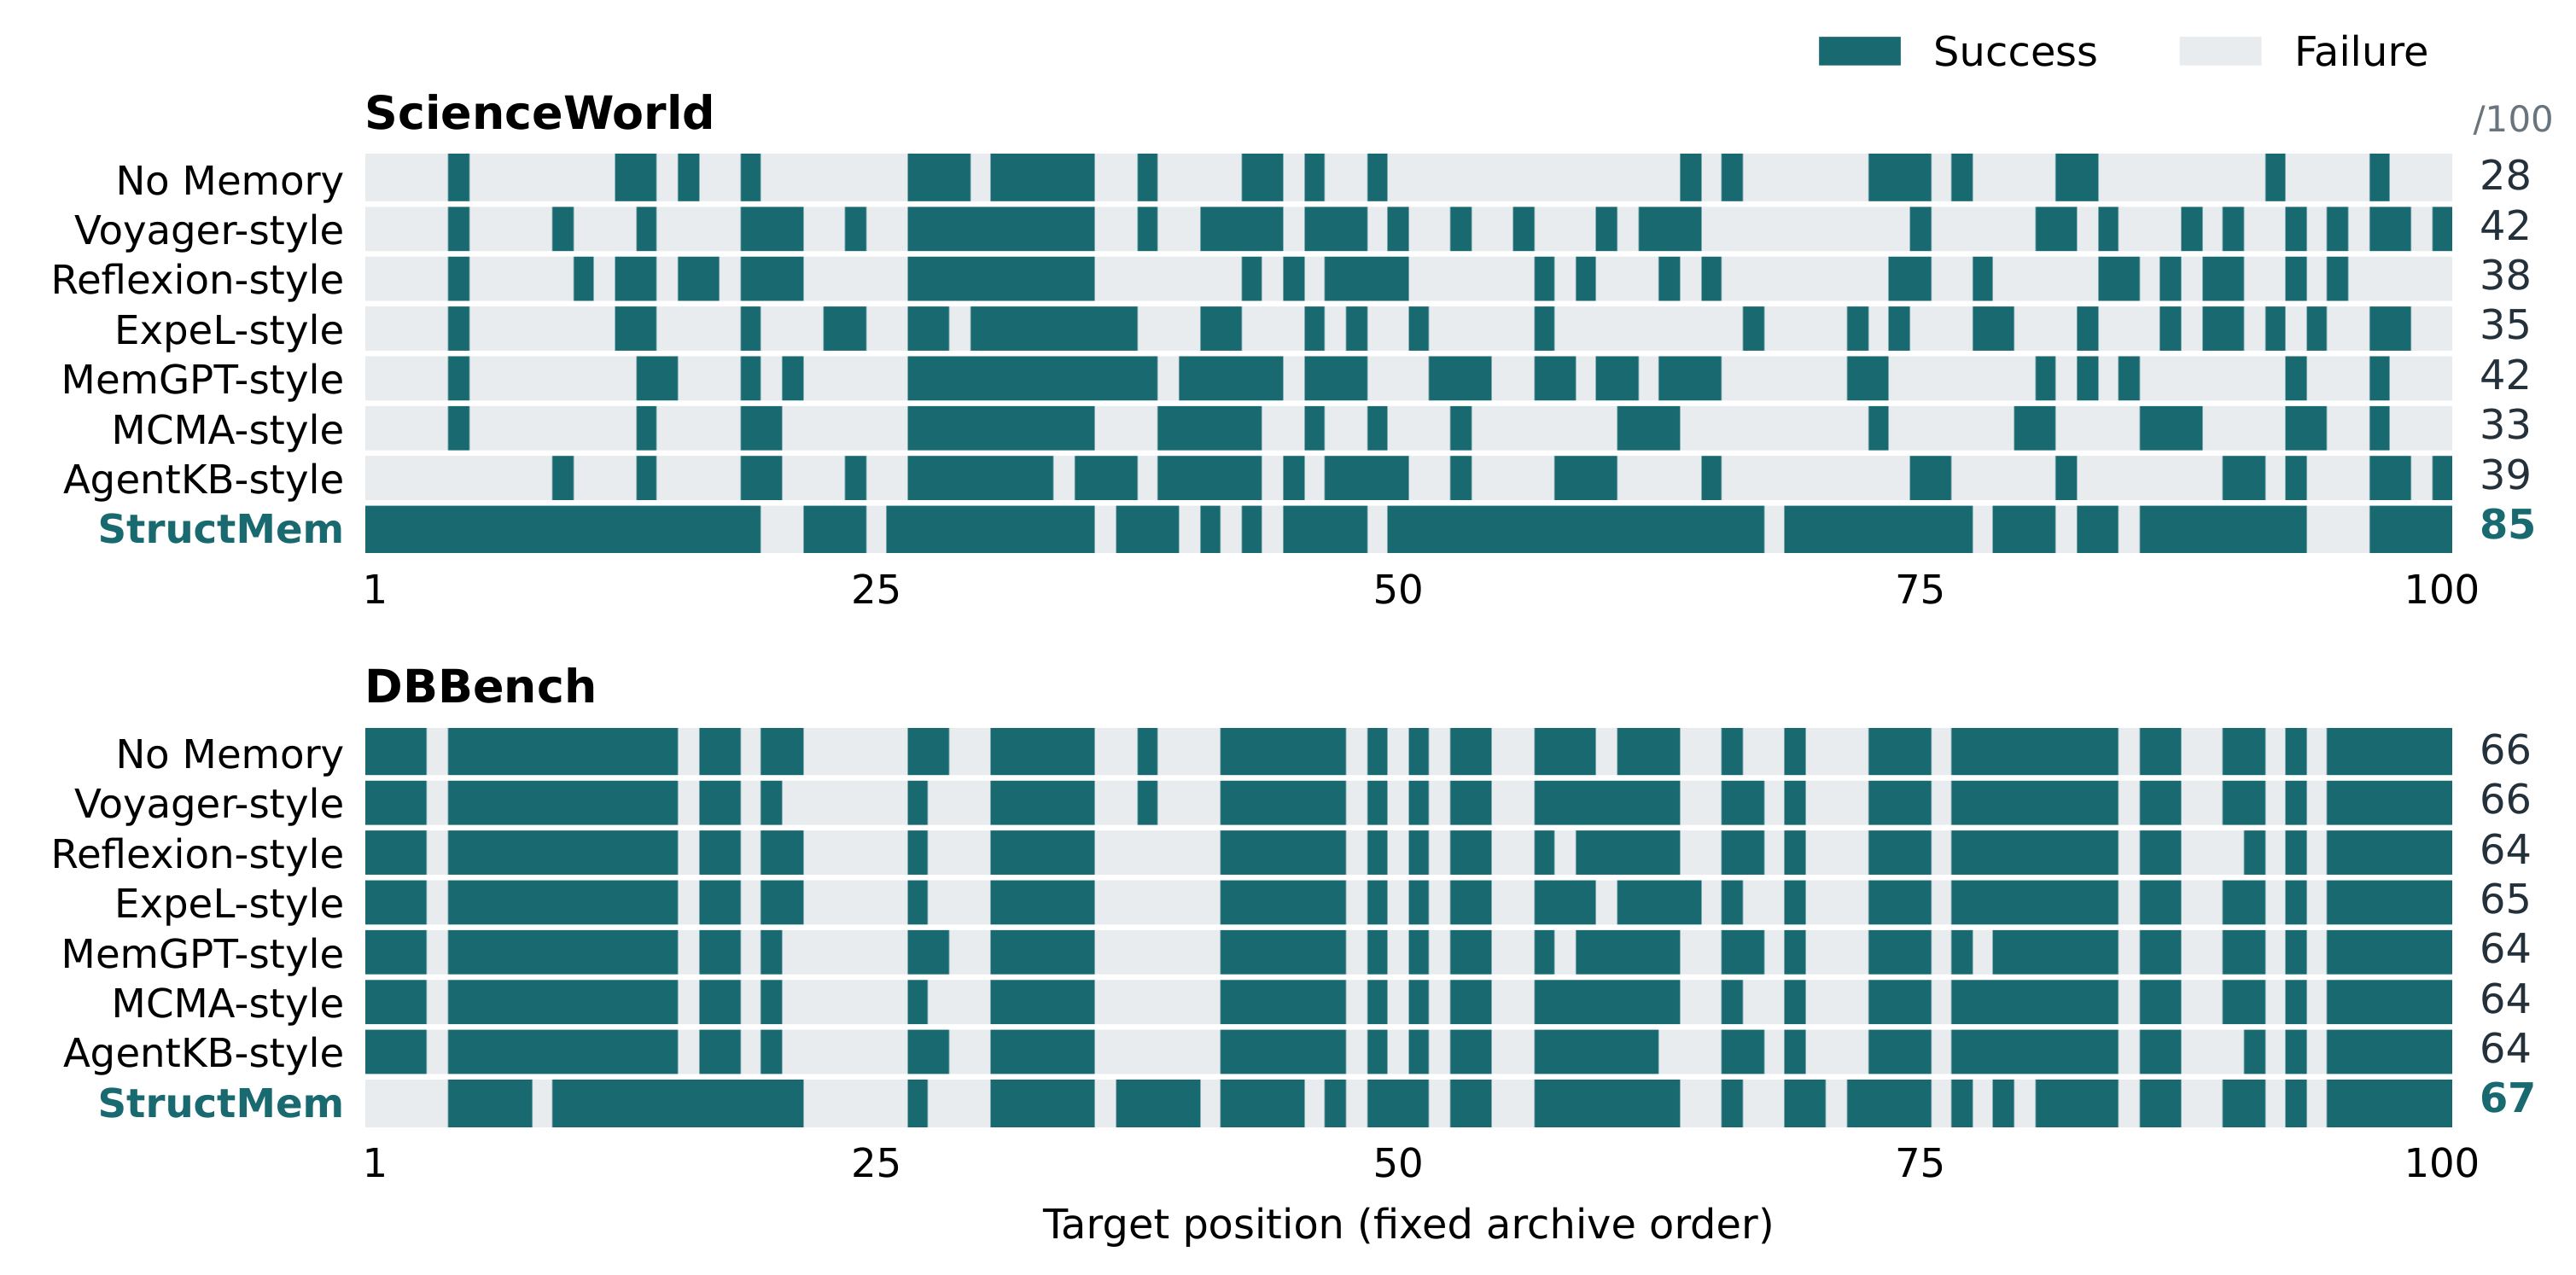 Success Failure
ScienceWorld /100
No Memory 28
Voyager-style 42
Reflexion-style 38
ExpeL-style 35
MemGPT-style 42
MCMA-style 33
AgentKB-style 39
StructMem 85
1 25 50 75 100
DBBench
No Memory 66
Voyager-style 66
Reflexion-style 64
ExpeL-style 65
MemGPT-style 64
MCMA-style 64
AgentKB-style 64
StructMem 67
1 25 50 75 100
Target position (fixed archive order)